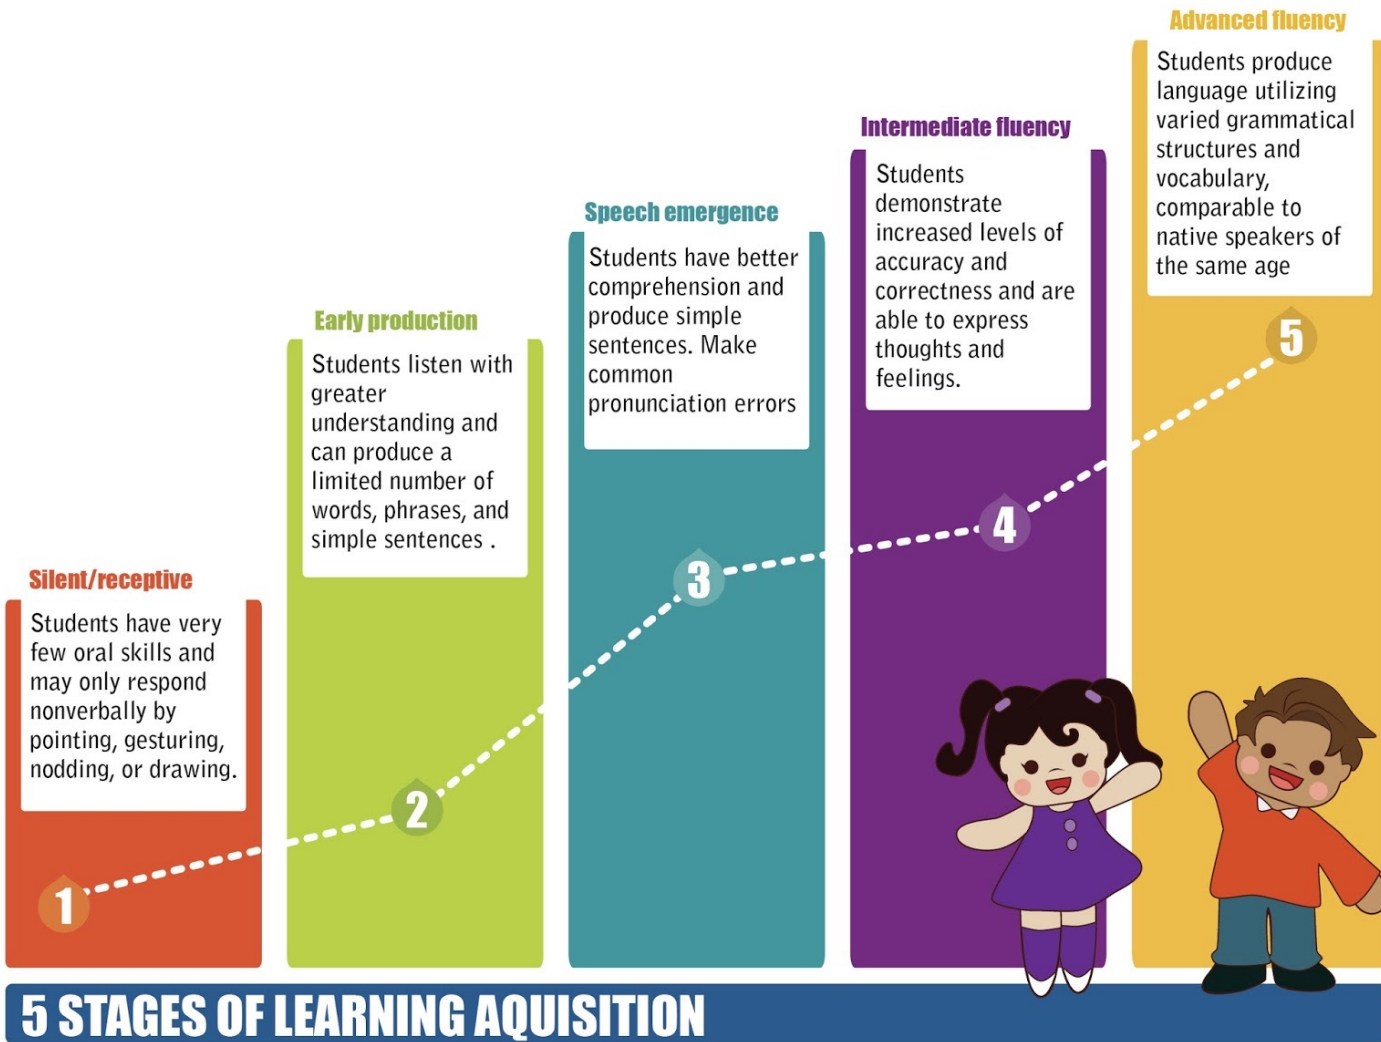 Silent/receptive
Students have very
few oral skills and
may only respond
nonverbally by
pointing, gesturing,
nodding, or drawing.
1
Early production
Students listen with
greater
understanding and
can produce a
limited number of
words, phrases, and
simple sentences .
2
Speech emergence
Students have better
comprehension and
produce simple
sentences. Make
common
pronunciation errors
3
Intermediate fluency
Students
demonstrate
increased levels of
accuracy and
correctness and are
able to express
thoughts and
feelings.
4
Advanced fluency
Students produce
language utilizing
varied grammatical
structures and
vocabulary,
comparable to
native speakers of
the same age
5
5 STAGES OF LEARNING AQUISITION